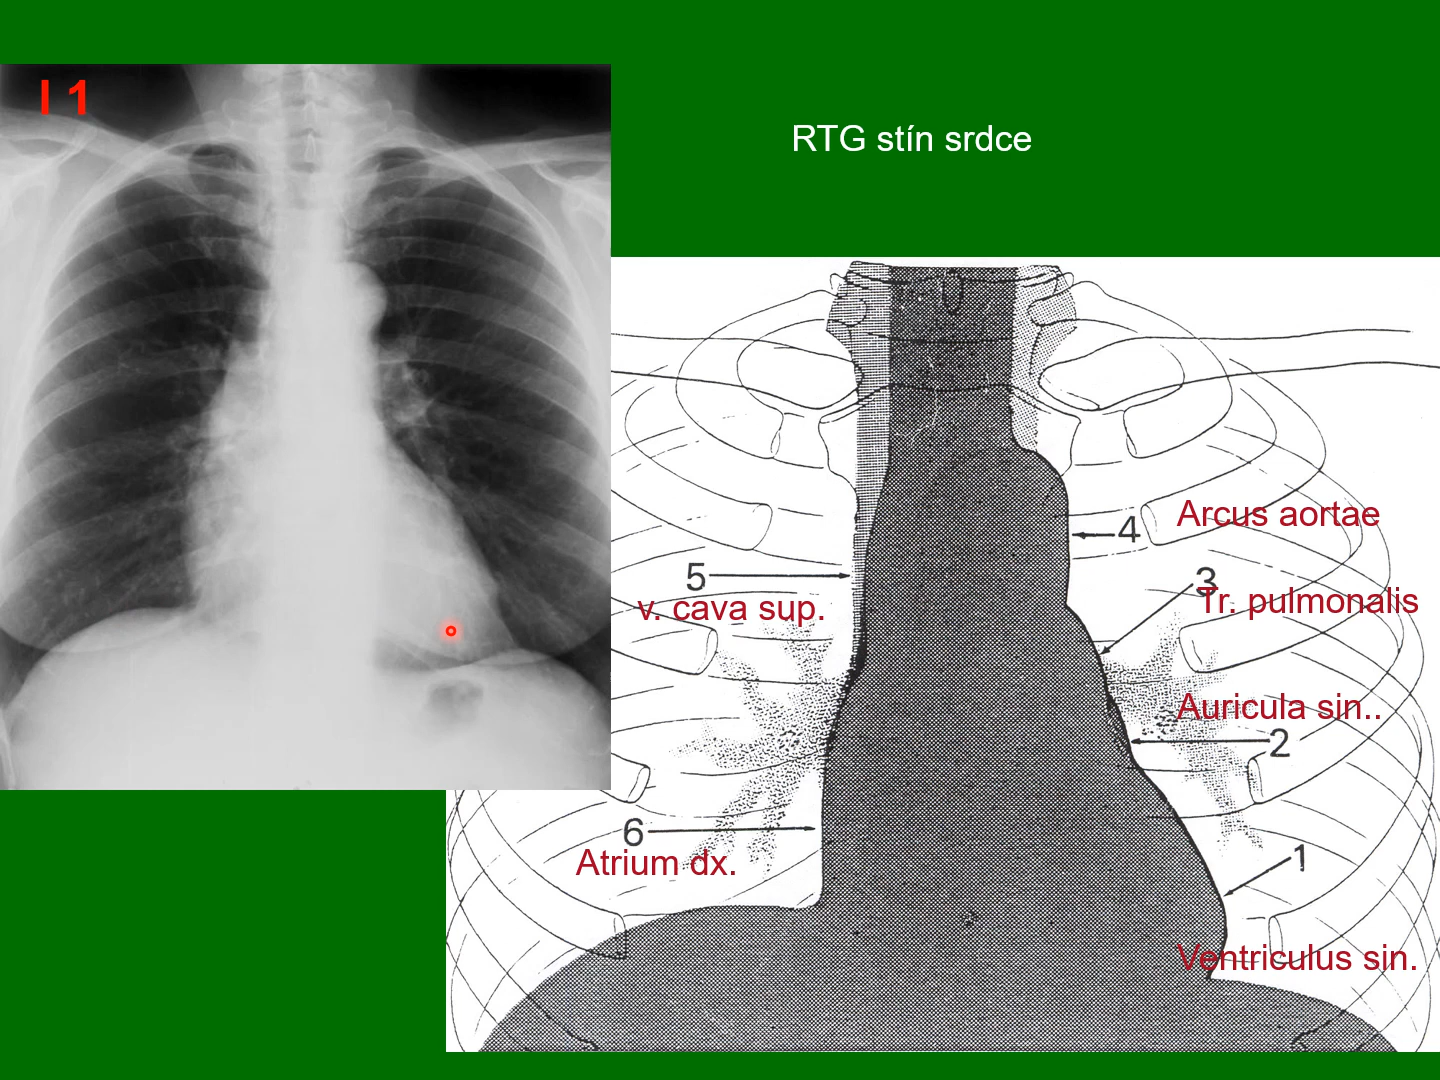 I 1
RTG stín srdce
4
Arcus aortae
3
5
Tr. pulmonalis
v. cava sup.
Auricula sin..
2
6
Atrium dx.
1
Ventriculus sin.